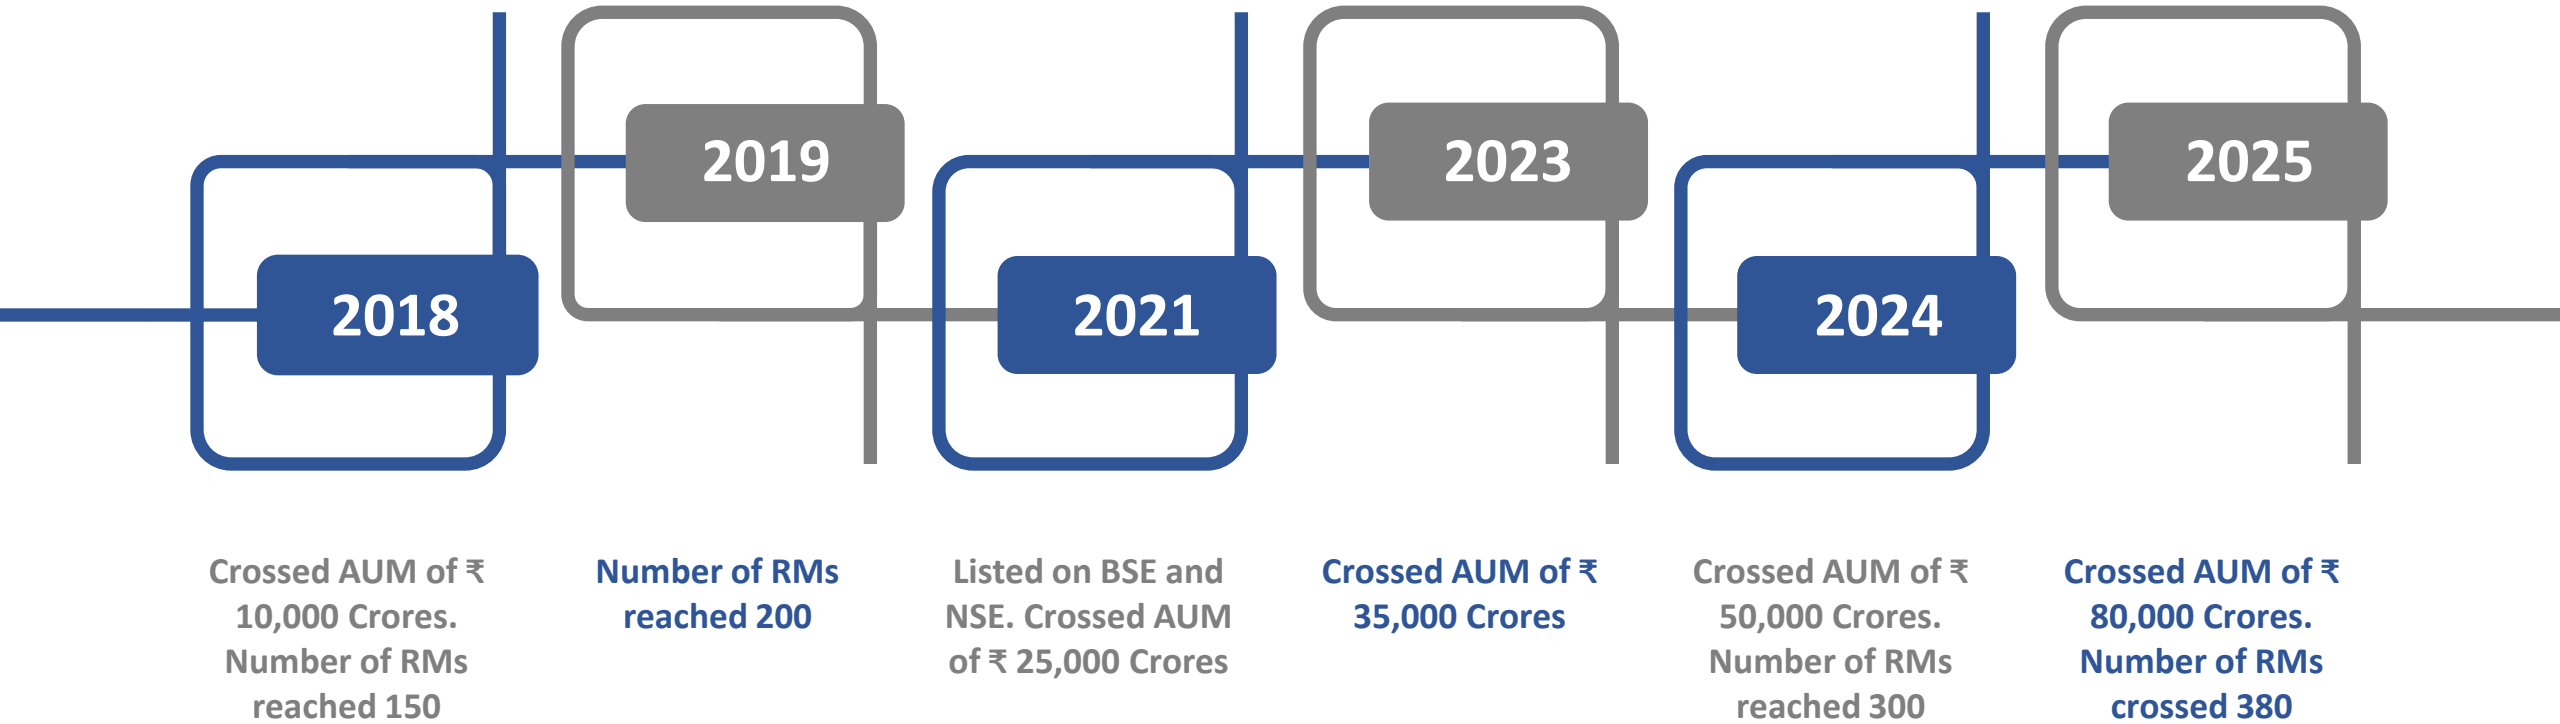 2018
2019
2021
2023
2024
2025
Crossed AUM of ₹
10,000 Crores.
Number of RMs
reached 150
Number of RMs
reached 200
Listed on BSE and
NSE. Crossed AUM
of ₹ 25,000 Crores
Crossed AUM of ₹
35,000 Crores
Crossed AUM of ₹
50,000 Crores.
Number of RMs
reached 300
Crossed AUM of ₹
80,000 Crores.
Number of RMs
crossed 380